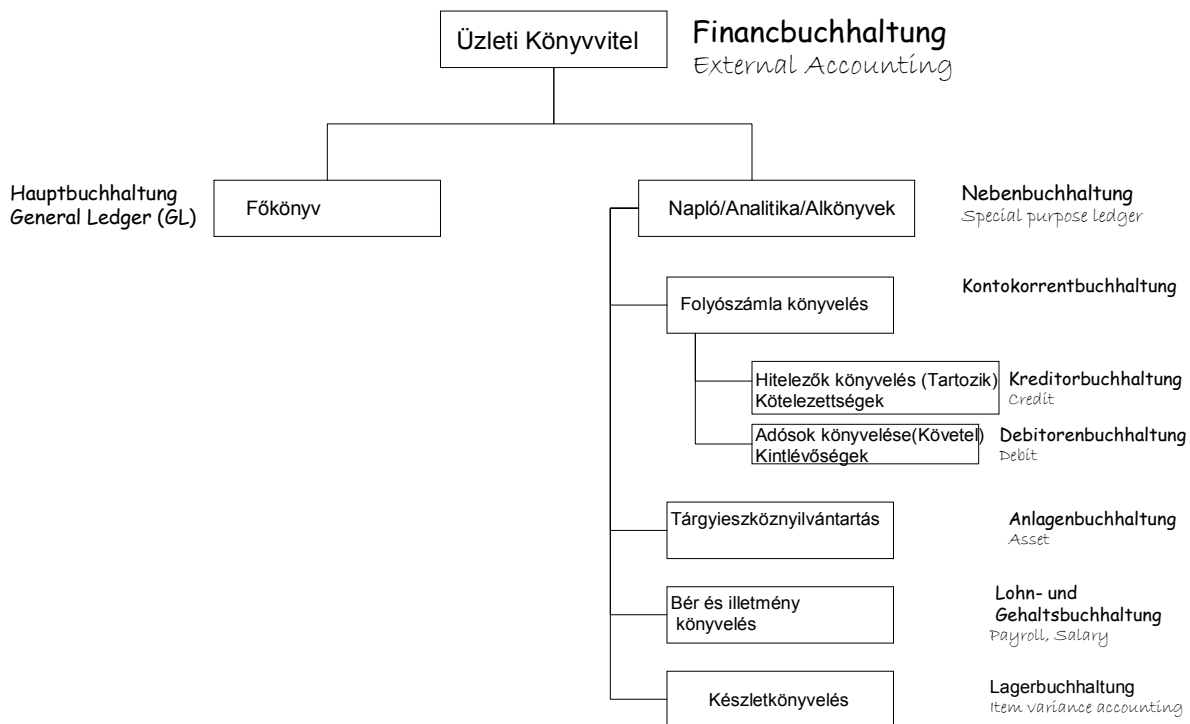 Üzleti Könyvvitel
Financbuchhaltung
External Accounting
Hauptbuchhaltung
General Ledger (GL)
Főkönyv
Napló/Analitika/Alkönyvek
Nebenbuchhaltung
Special purpose ledger
Folyószámla könyvelés
Kontokorrentbuchhaltung
Hitelezők könyvelés (Tartozik)
Kötelezettségek
Kreditorbuchhaltung
Credit
Adósok könyvelése(Követel)
Kintlévőségek
Debitorenbuchhaltung
Debit
Tárgyieszköznyilvántartás
Anlagenbuchhaltung
Asset
Bér és illetmény
könyvelés
Lohn- und
Gehaltsbuchhaltung
Payroll, Salary
Készletkönyvelés
Lagerbuchhaltung
Item variance accounting